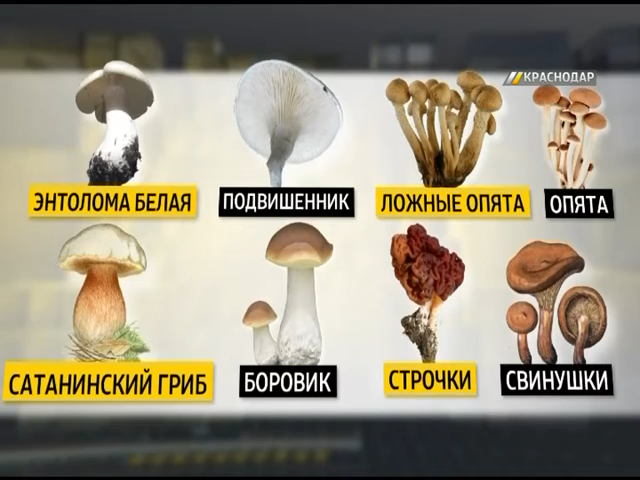 КРАСНОДАР
ЭНТОЛОМА БЕЛАЯ
ПОДВИШЕННИК
ЛОЖНЫЕ ОПЯТА
ОПЯТА
САТАНИНСКИЙ ГРИБ
БОРОВИК
СТРОЧКИ
СВИНУШКИ